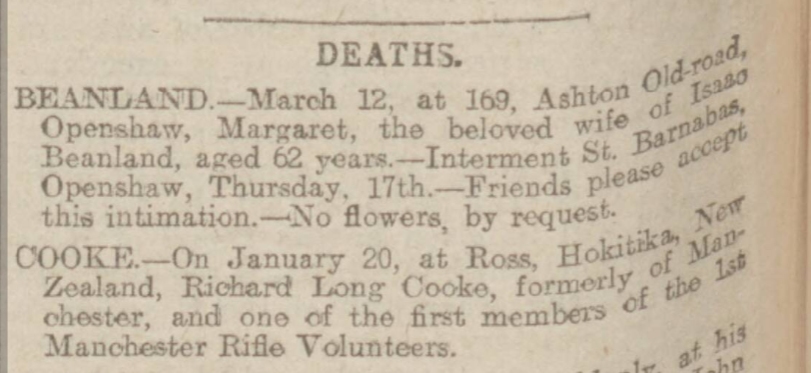 DEATHS.
BEANLAND.—March 12, at 169, Ashton Old-road,
Openshaw, Margaret, the beloved wife of Isaac
Beanland, aged 62 years.—Interment St. Barnabas,
Openshaw, Thursday, 17th.—Friends please accept
this intimation.—No flowers, by request.
COOKE.—On January 20, at Ross, Hokitika, New
Zealand, Richard Long Cooke, formerly of Man-
chester, and one of the first members of the 1st
Manchester Rifle Volunteers.
at his